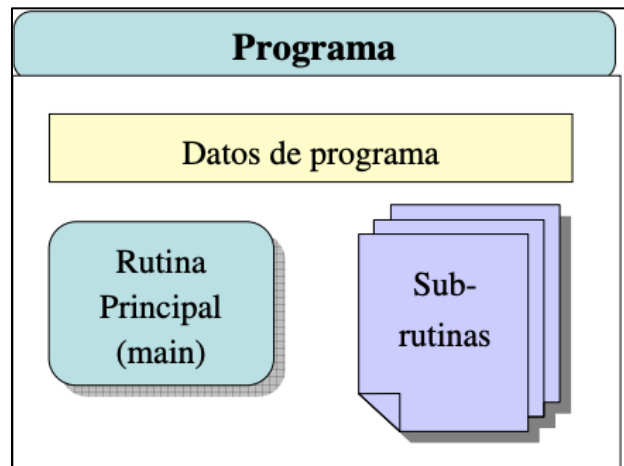 Programa
Datos de programa
Rutina
Principal
(main)
Sub-
rutinas